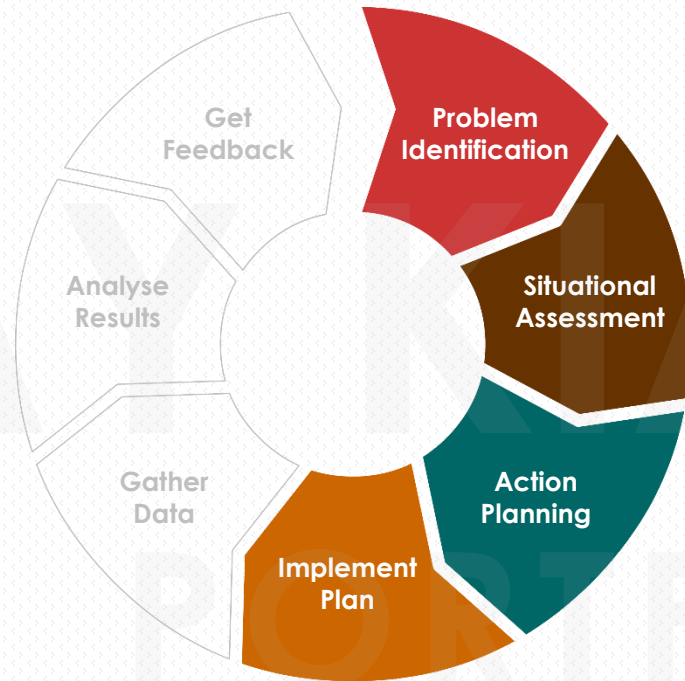 Problem
Identification
Situational
Assessment
Action
Planning
Implement
Plan
Gather
Data
Analyse
Results
Get
Feedback